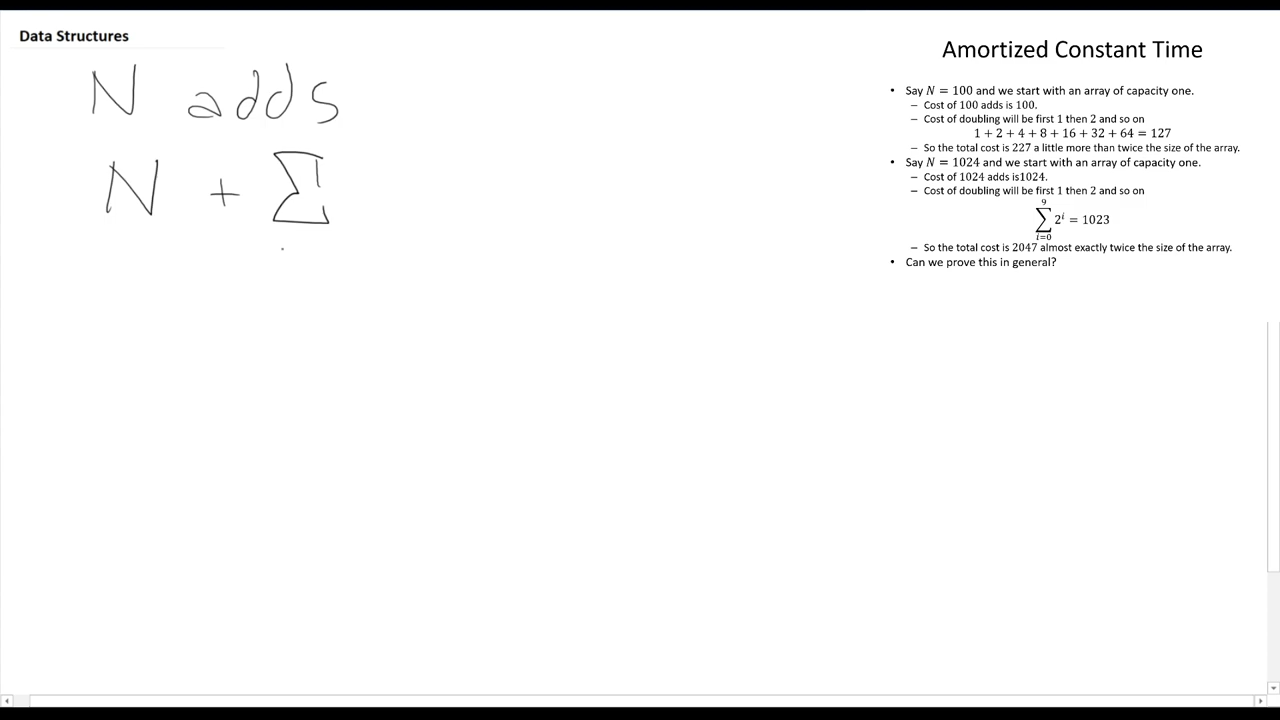 Data Structures
N adds
N + Σ
Amortized Constant Time
• Say N = 100 and we start with an array of capacity one.
– Cost of 100 adds is 100.
– Cost of doubling will be first 1 then 2 and so on
1 + 2 + 4 + 8 + 16 + 32 + 64 = 127
– So the total cost is 227 a little more than twice the size of the array.
• Say N = 1024 and we start with an array of capacity one.
– Cost of 1024 adds is1024.
– Cost of doubling will be first 1 then 2 and so on
9
∑ 2^i = 1023
i=0
– So the total cost is 2047 almost exactly twice the size of the array.
• Can we prove this in general?